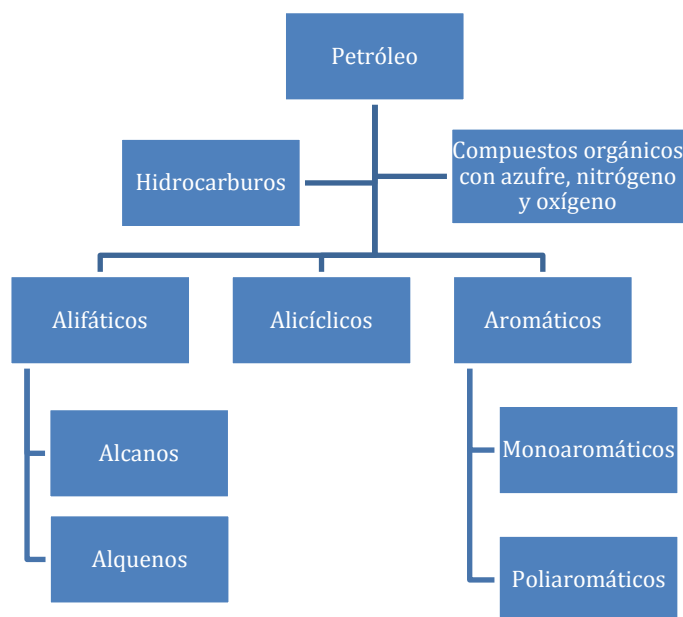 Petróleo
Hidrocarburos
Compuestos orgánicos
con azufre, nitrógeno
y oxígeno
Alifáticos
Alicíclicos
Aromáticos
Alcanos
Monoaromáticos
Alquenos
Poliaromáticos